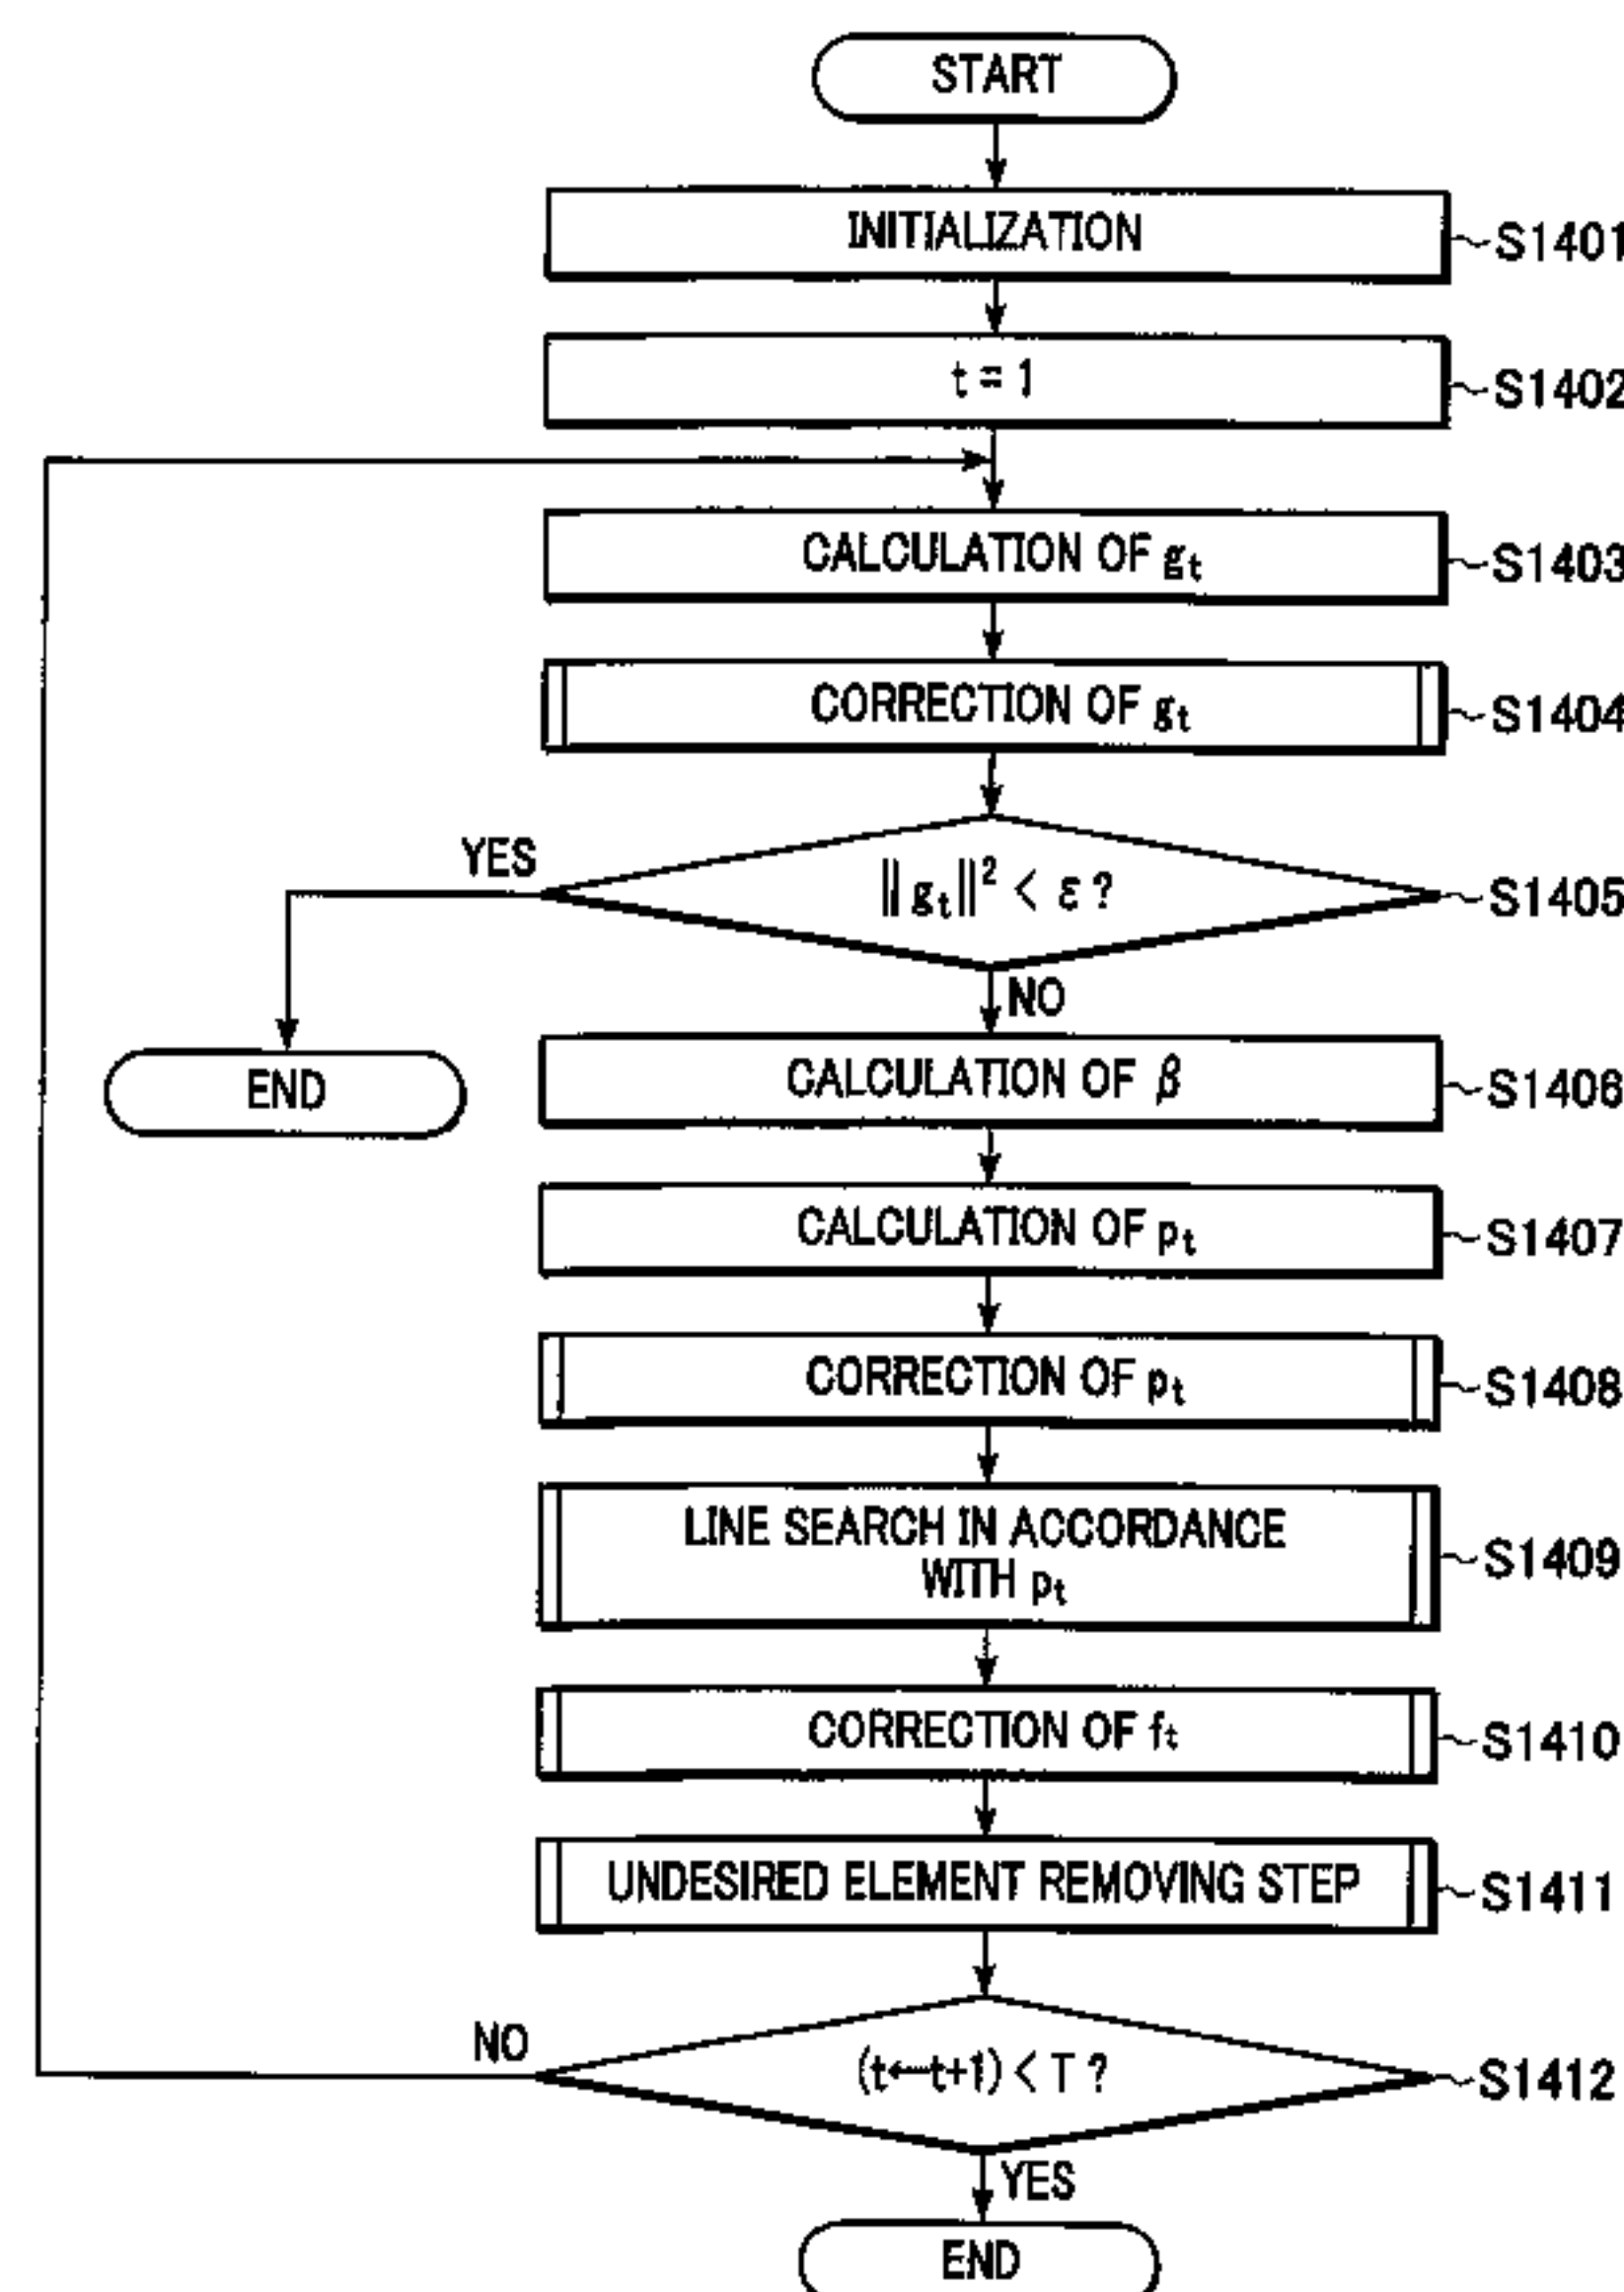 START
INITIALIZATION
S1401
t = 1
S1402
CALCULATION OF gt
S1403
CORRECTION OF gt
S1404
YES
‖ gt ‖² < ε ?
S1405
NO
END
CALCULATION OF β
S1406
CALCULATION OF pt
S1407
CORRECTION OF pt
S1408
LINE SEARCH IN ACCORDANCE
WITH pt
S1409
CORRECTION OF ft
S1410
UNDESIRED ELEMENT REMOVING STEP
S1411
NO
(t←t+1) < T ?
S1412
YES
END